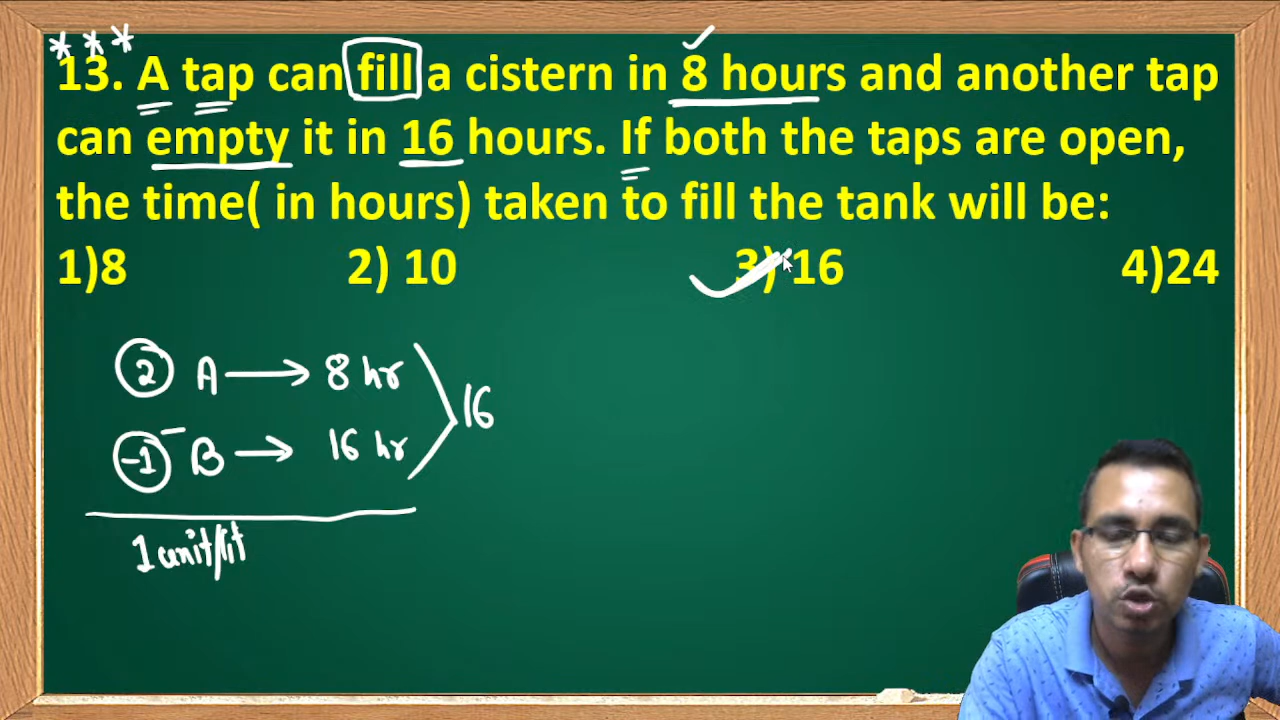 ***
13. A tap can fill a cistern in 8 hours and another tap
can empty it in 16 hours. If both the taps are open,
the time( in hours) taken to fill the tank will be:
1)8 2) 10 3) 16 4)24
2 A → 8 hr
16
-1 - B → 16 hr
1 unit/lit